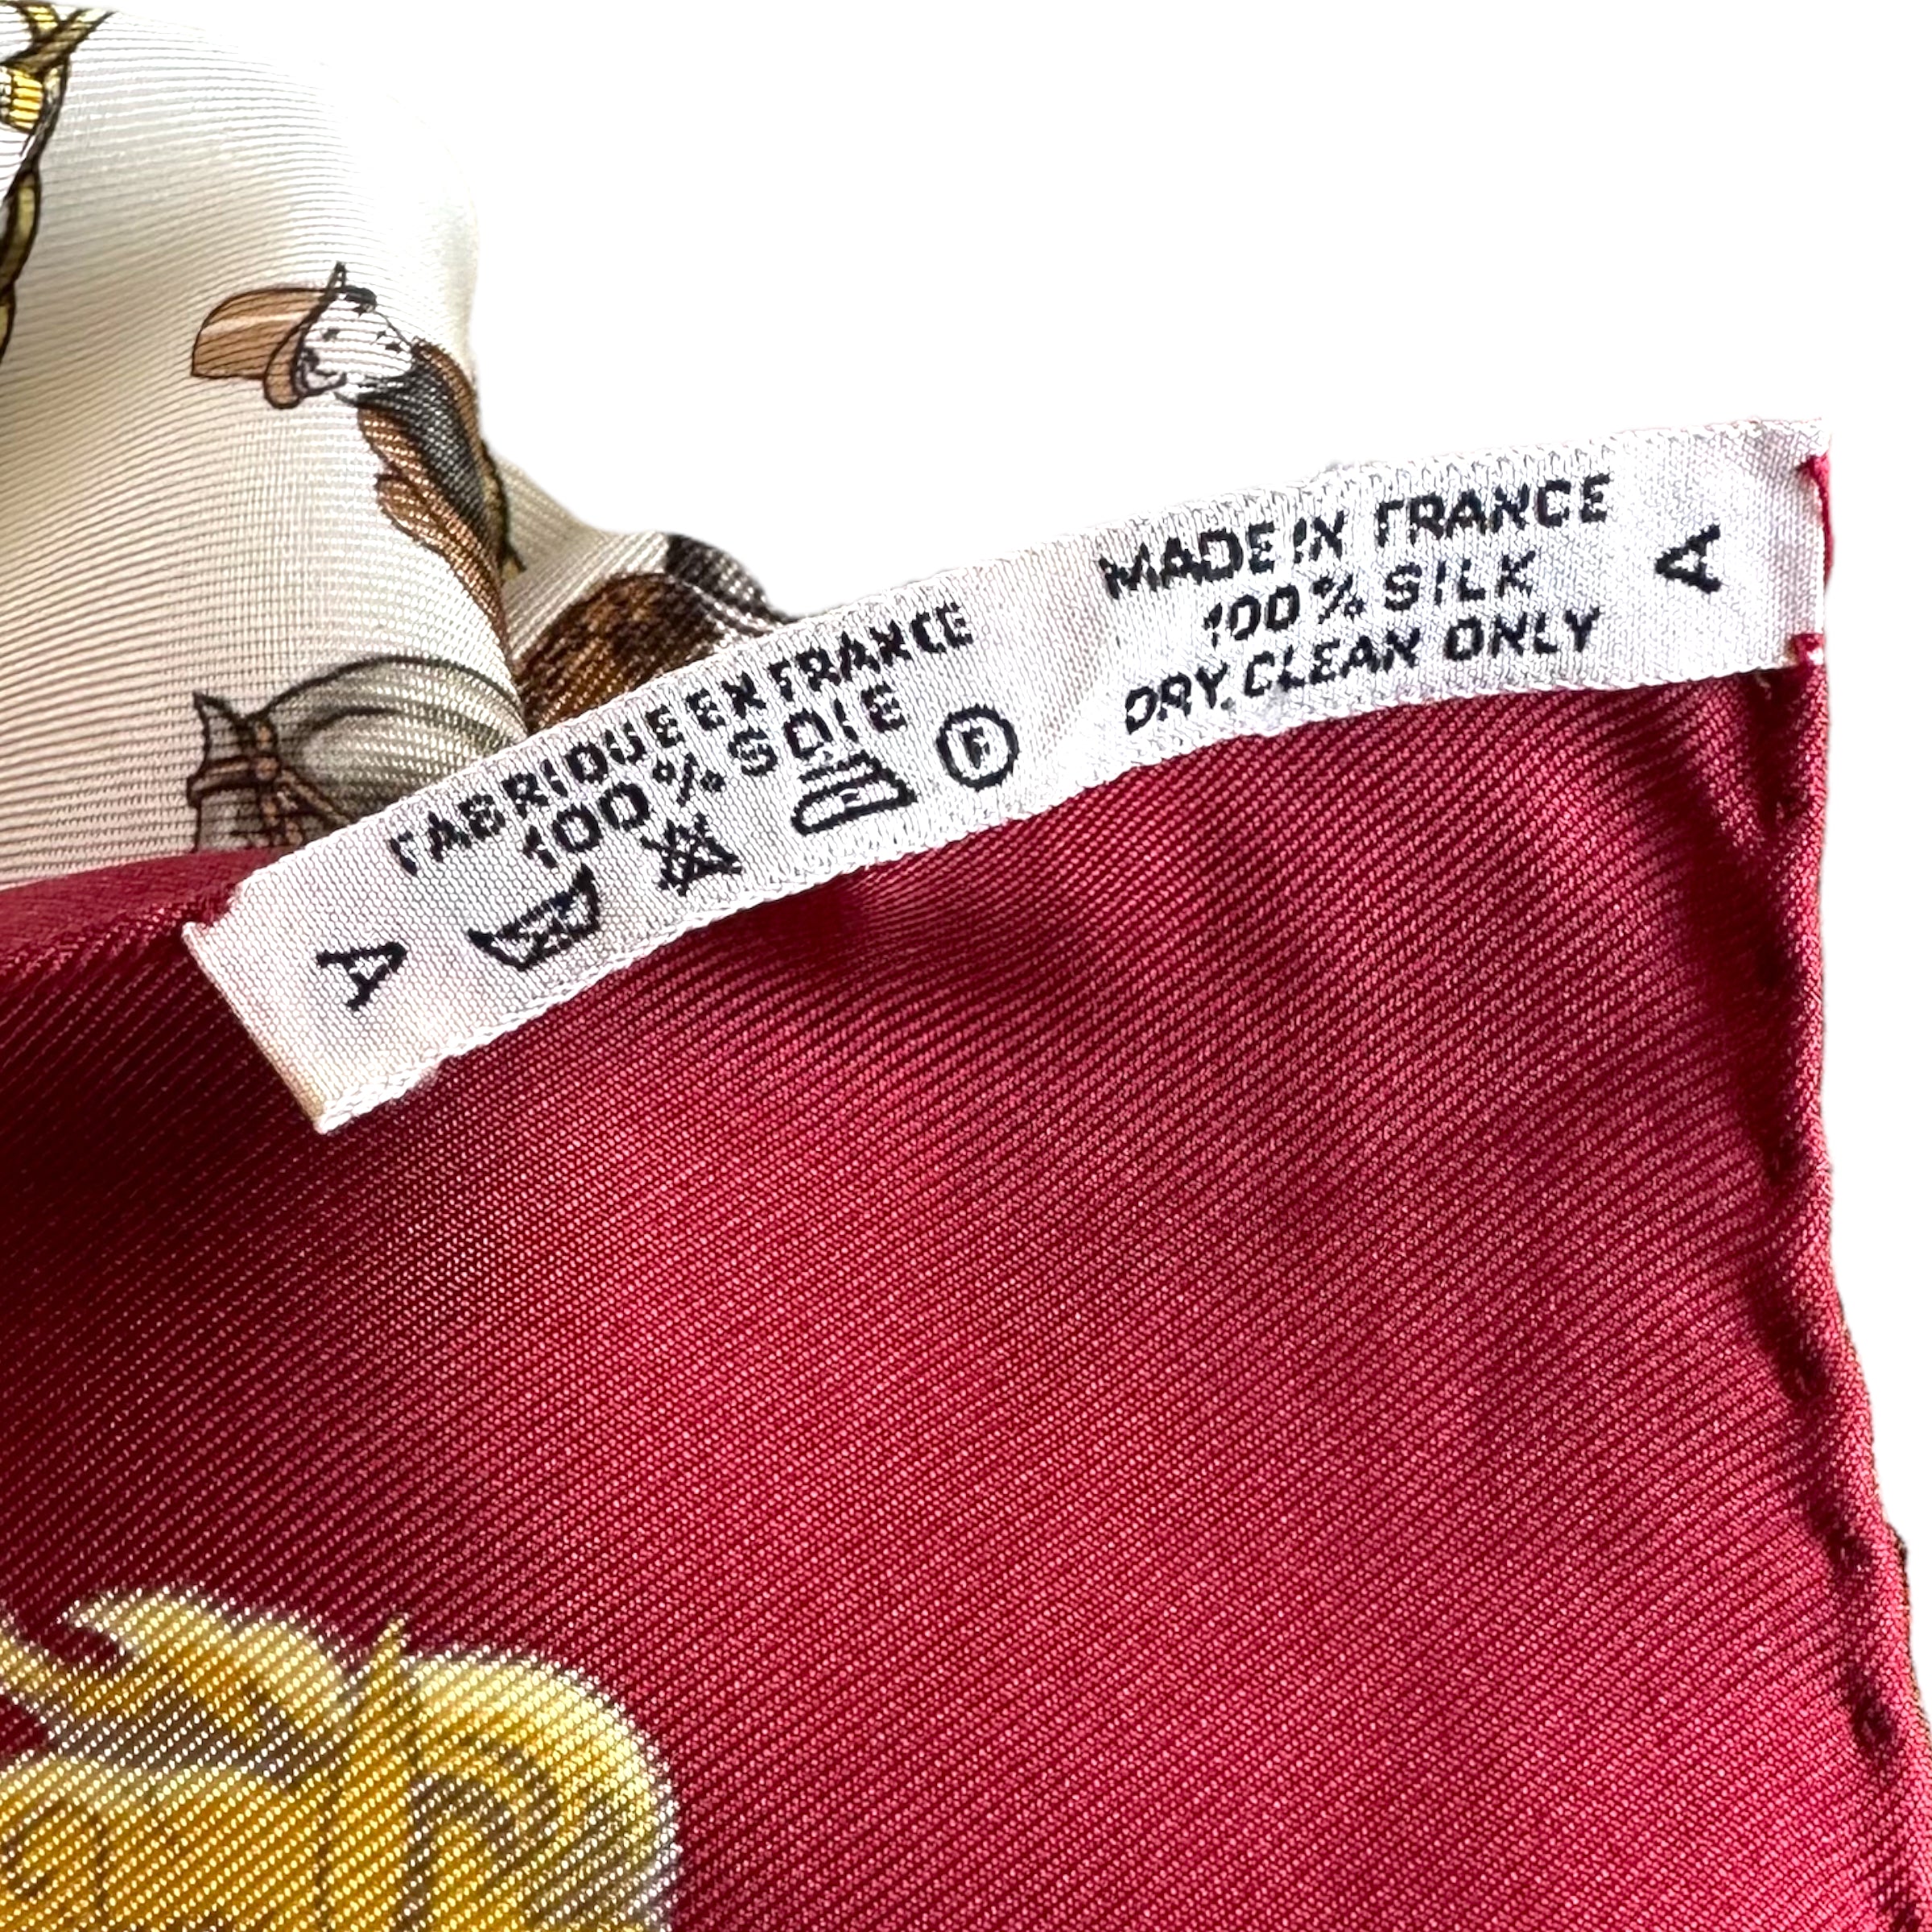 A
FABRIQUE EN FRANCE
100% SOIE
F
MADE IN FRANCE
100% SILK
DRY CLEAN ONLY
A